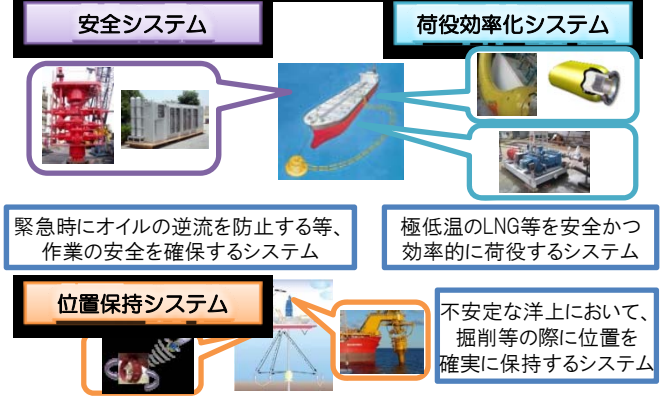 安全システム
荷役効率化システム
緊急時にオイルの逆流を防止する等、
作業の安全を確保するシステム
極低温のLNG等を安全かつ
効率的に荷役するシステム
位置保持システム
不安定な洋上において、
掘削等の際に位置を
確実に保持するシステム